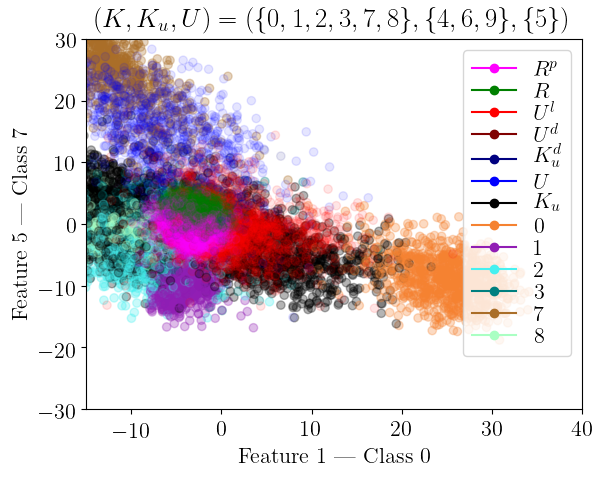 (K, K_u, U) = ({0, 1, 2, 3, 7, 8}, {4, 6, 9}, {5})
30
20
10
0
−10
−20
−30
Feature 5 — Class 7
−10
0
10
20
30
40
Feature 1 — Class 0
R^p
R
U^l
U^d
K_u^d
U
K_u
0
1
2
3
7
8